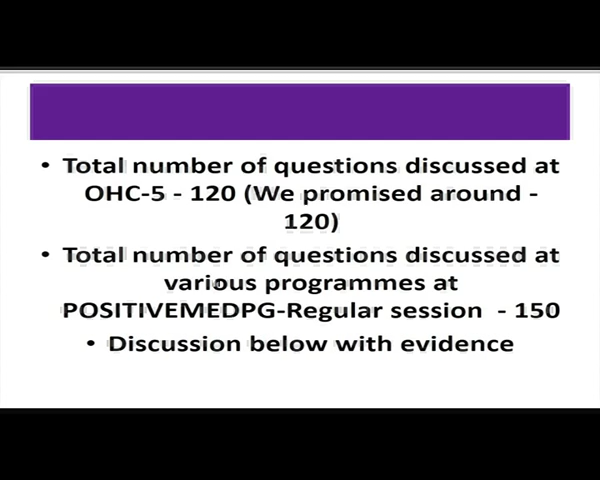 • Total number of questions discussed at
OHC-5 - 120 (We promised around -
120)
• Total number of questions discussed at
various programmes at
POSITIVEMEDPG-Regular session - 150
• Discussion below with evidence